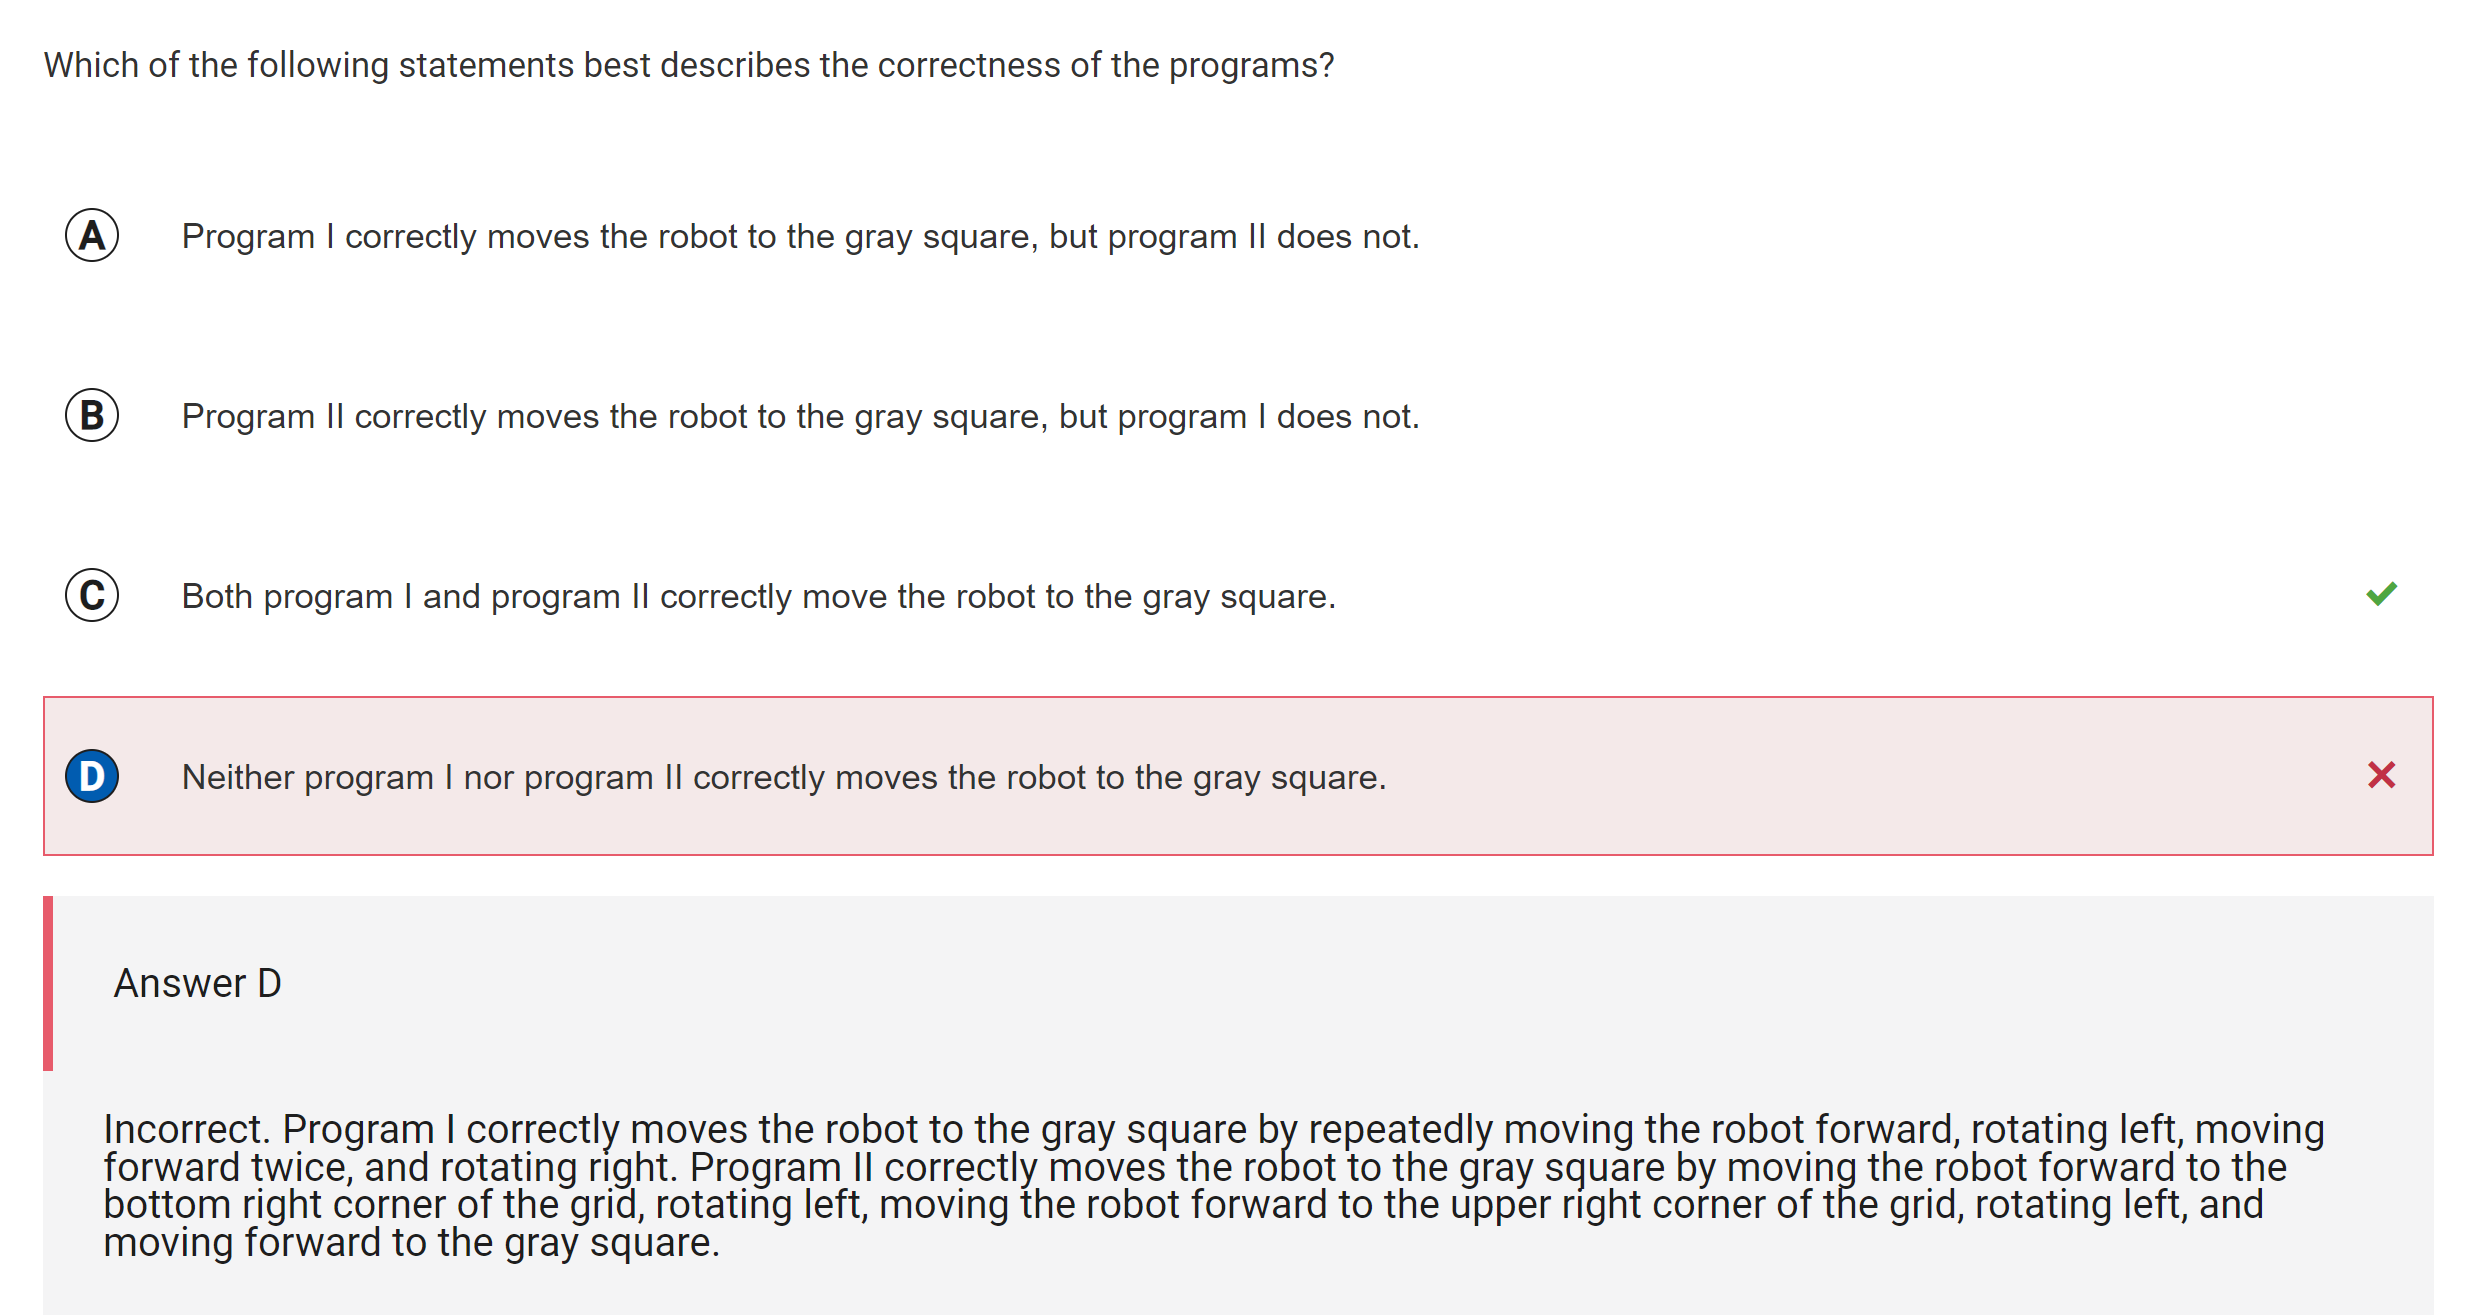 Which of the following statements best describes the correctness of the programs?
A Program I correctly moves the robot to the gray square, but program II does not.
B Program II correctly moves the robot to the gray square, but program I does not.
C Both program I and program II correctly move the robot to the gray square.
D Neither program I nor program II correctly moves the robot to the gray square.
Answer D
Incorrect. Program I correctly moves the robot to the gray square by repeatedly moving the robot forward, rotating left, moving
forward twice, and rotating right. Program II correctly moves the robot to the gray square by moving the robot forward to the
bottom right corner of the grid, rotating left, moving the robot forward to the upper right corner of the grid, rotating left, and
moving forward to the gray square.